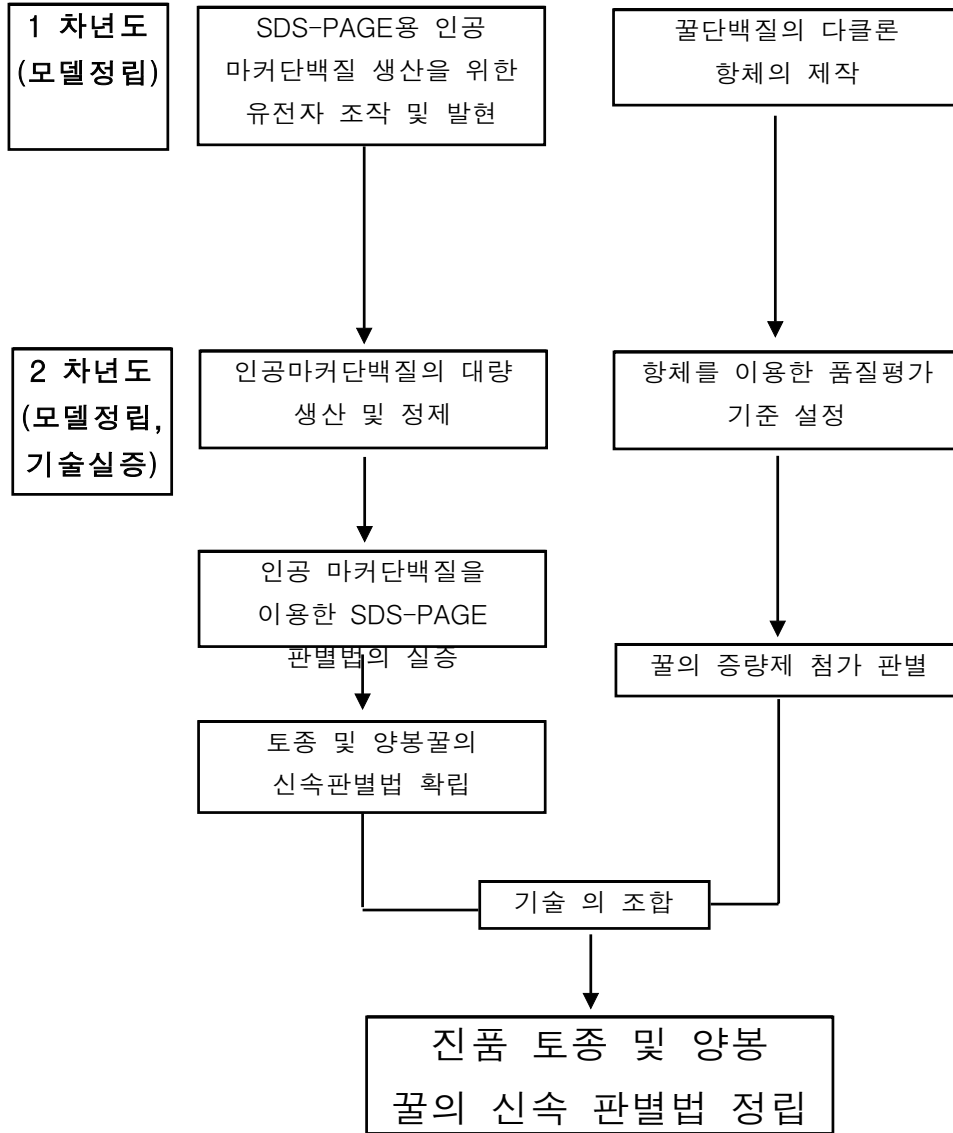 1 차년도
(모델정립)
SDS-PAGE용 인공
마커단백질 생산을 위한
유전자 조작 및 발현
꿀단백질의 다클론
항체의 제작
2 차년도
(모델정립,
기술실증)
인공마커단백질의 대량
생산 및 정제
항체를 이용한 품질평가
기준 설정
인공 마커단백질을
이용한 SDS-PAGE
판별법의 실증
꿀의 증량제 첨가 판별
토종 및 양봉꿀의
신속판별법 확립
기술 의 조합
진품 토종 및 양봉
꿀의 신속 판별법 정립